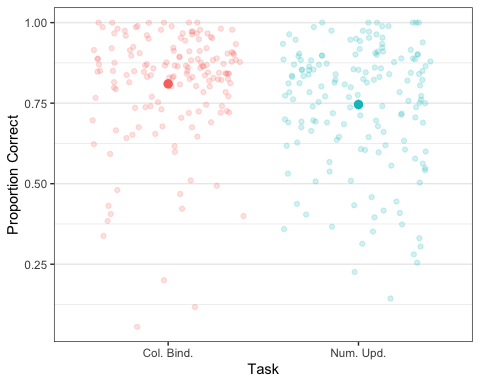 1.00
0.75
0.50
0.25
Proportion Correct
Col. Bind.
Num. Upd.
Task